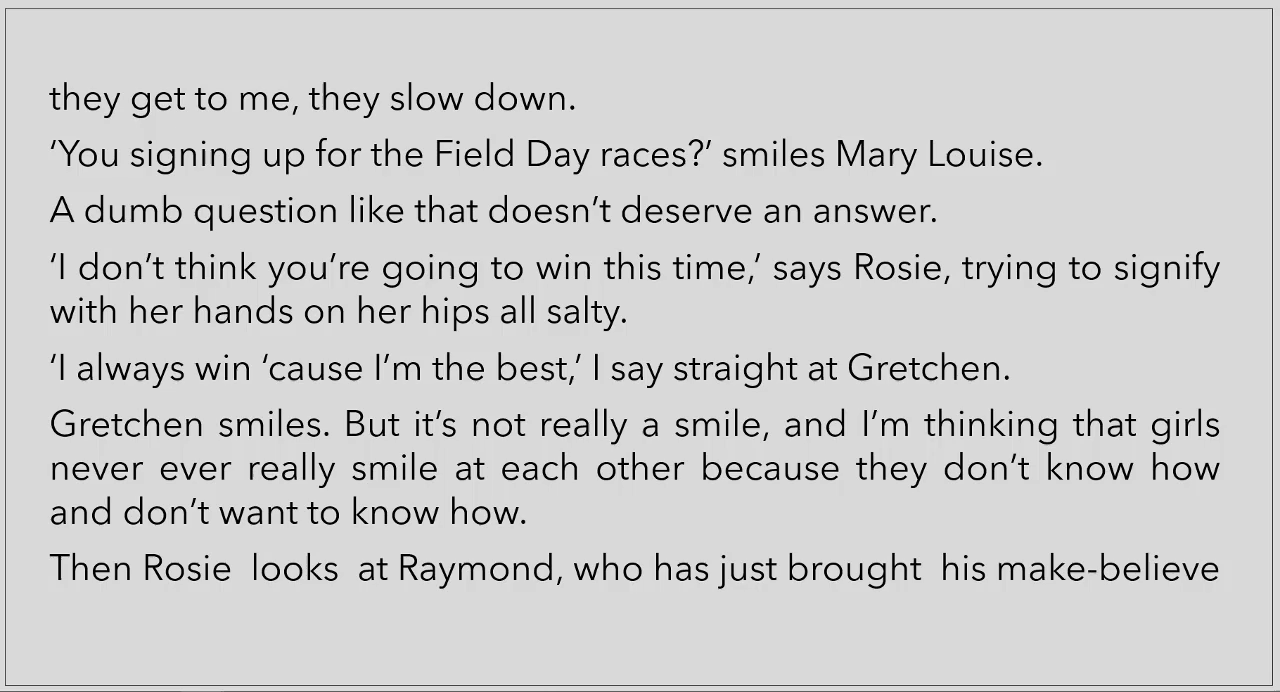 they get to me, they slow down.
‘You signing up for the Field Day races?’ smiles Mary Louise.
A dumb question like that doesn’t deserve an answer.
‘I don’t think you’re going to win this time,’ says Rosie, trying to signify
with her hands on her hips all salty.
‘I always win ‘cause I’m the best,’ I say straight at Gretchen.
Gretchen smiles. But it’s not really a smile, and I’m thinking that girls
never ever really smile at each other because they don’t know how
and don’t want to know how.
Then Rosie looks at Raymond, who has just brought his make-believe